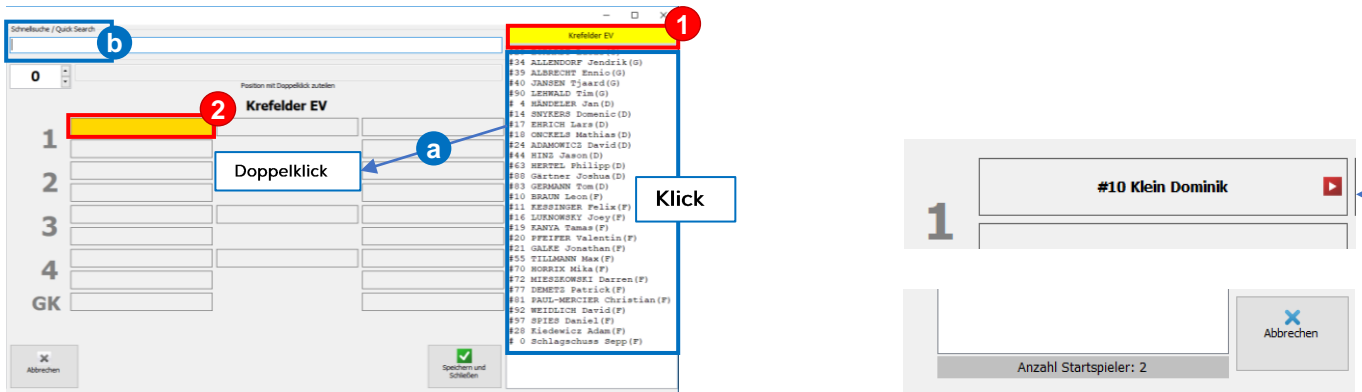 Schnellsuche / Quick Search
b
1
Krefelder EV
0
Position mit Doppelklick zuteilen
2
Krefelder EV
1
2
3
4
GK
Doppelklick
a
#34 ALLENDORF Jendrik(G)
#39 ALBRECHT Ennio(G)
#40 JANSEN Tjaard(G)
#90 LEHWALD Tim(G)
# 4 HÄNDELER Jan(D)
#14 SNYKERS Domenic(D)
#17 EHRICH Lars(D)
#18 ONCKELS Mathias(D)
#24 ADAMOWICZ David(D)
#44 HINZ Jason(D)
#63 HERTEL Philipp(D)
#88 Gärtner Joshua(D)
#83 GERMANN Tom(D)
#10 BRAUN Leon(F)
#11 KESSINGER Felix(F)
#16 LUKNOWSKY Joey(F)
#19 KANYA Tamas(F)
#20 PFEIFER Valentin(F)
#21 GALKE Jonathan(F)
#55 TILLMANN Max(F)
#70 HORRIX Mika(F)
#72 MIESZKOWSKI Darren(F)
#77 DEMETZ Patrick(F)
#81 PAUL-MERCIER Christian(F)
#92 WEIDLICH David(F)
#97 SPIES Daniel(F)
#28 Kiedewicz Adam(F)
# 0 Schlagschuss Sepp(F)
Klick
Abbrechen
Speichern und
Schließen
#10 Klein Dominik
1
Abbrechen
Anzahl Startspieler: 2